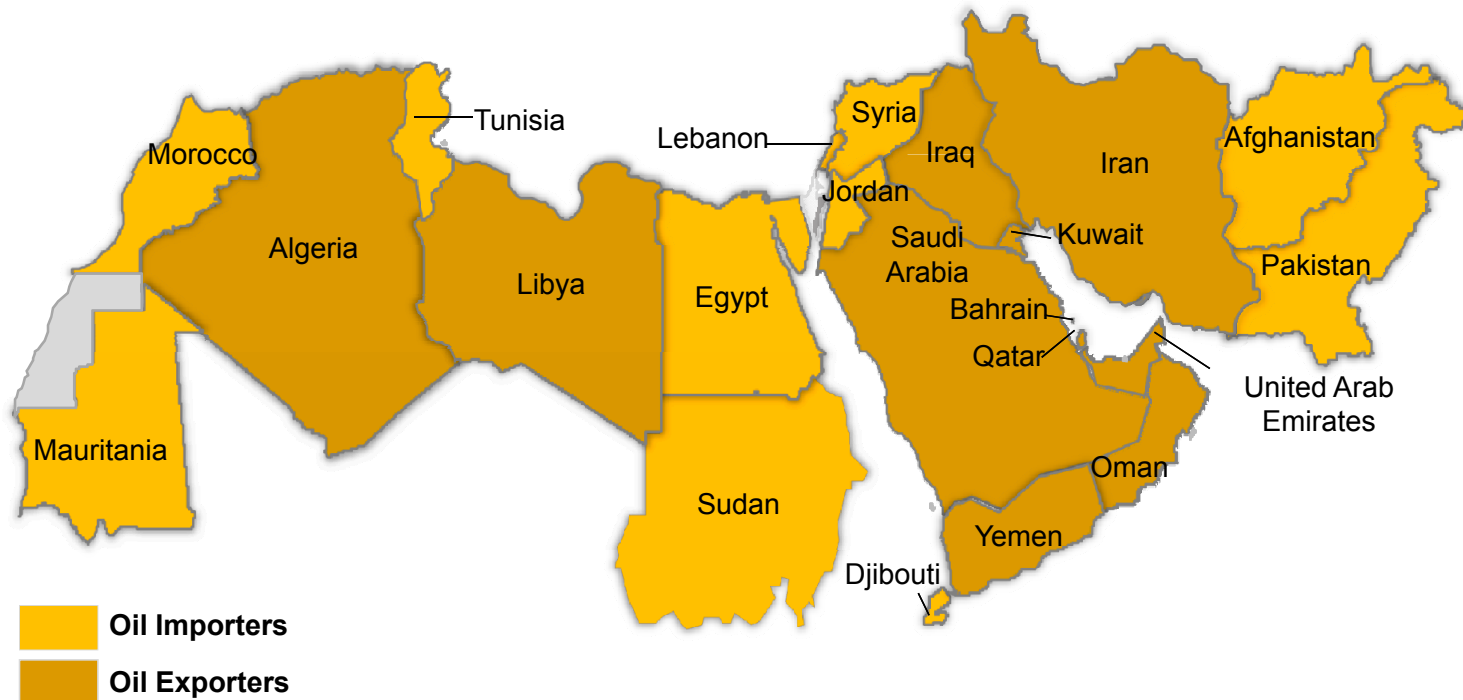 Tunisia
Morocco
Algeria
Libya
Egypt
Mauritania
Sudan
Lebanon
Syria
Jordan
Iraq
Iran
Afghanistan
Pakistan
Saudi
Arabia
Kuwait
Bahrain
Qatar
United Arab
Emirates
Oman
Yemen
Djibouti
Oil Importers
Oil Exporters